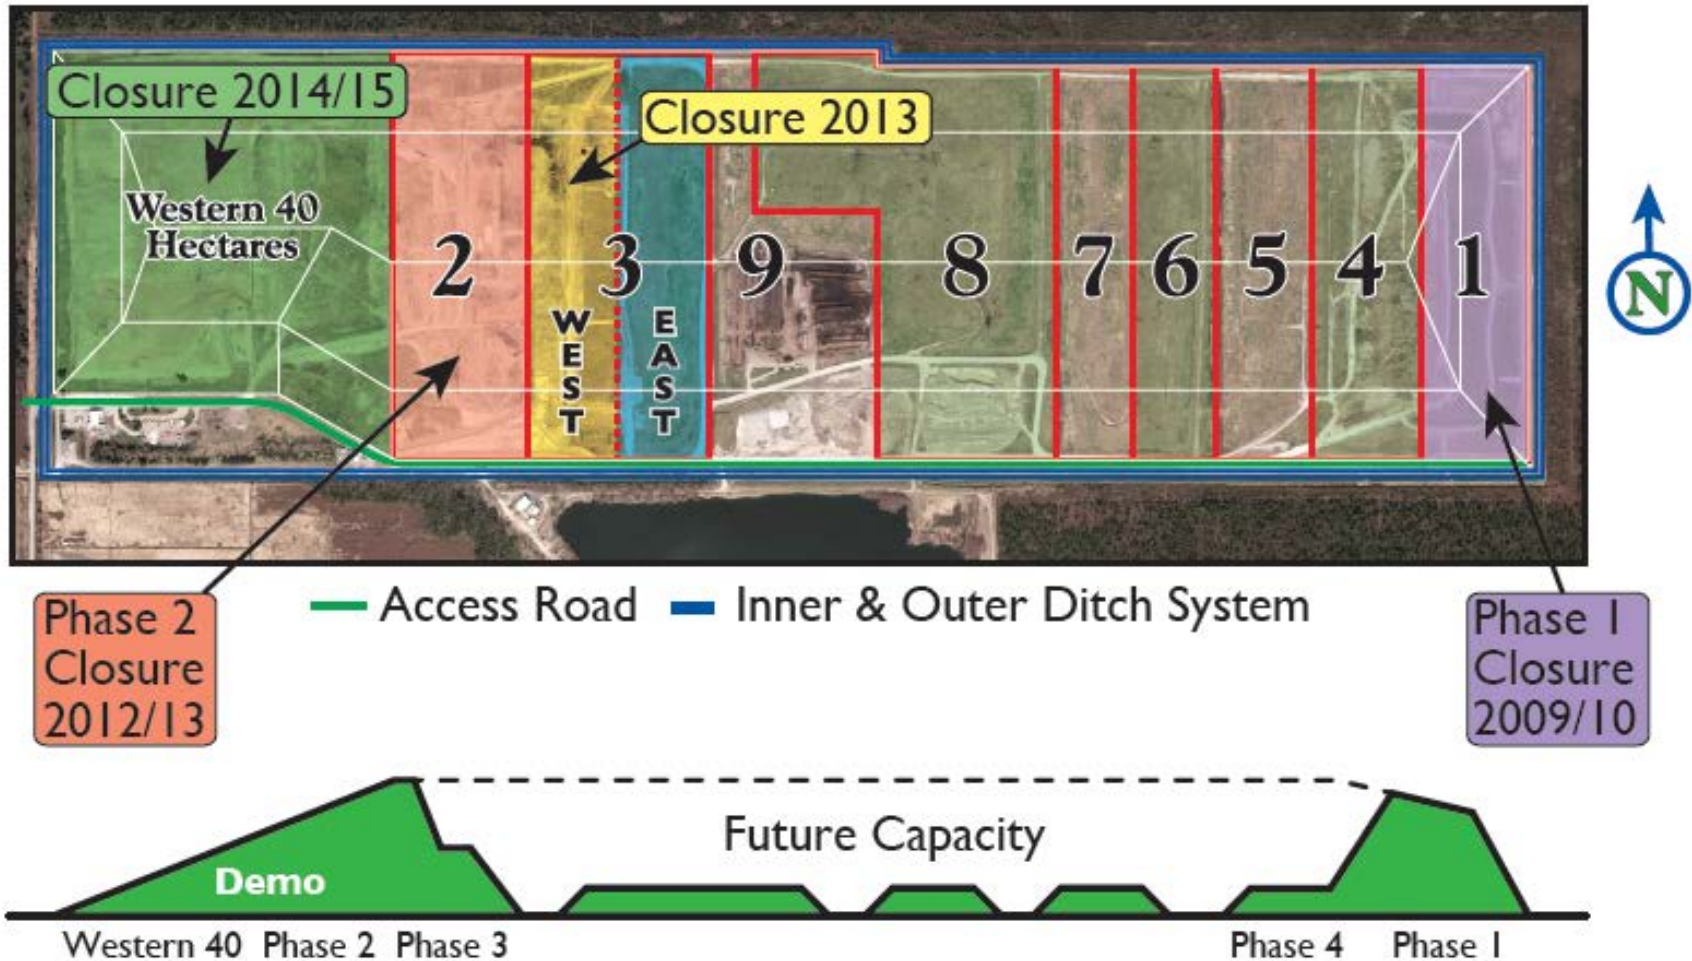 Closure 2014/15
Closure 2013
Western 40
Hectares
2
3
9
8
7
6
5
4
1
WEST
EAST
N
Access Road
Inner & Outer Ditch System
Phase 2
Closure
2012/13
Phase 1
Closure
2009/10
Future Capacity
Demo
Western 40 Phase 2 Phase 3
Phase 4 Phase 1